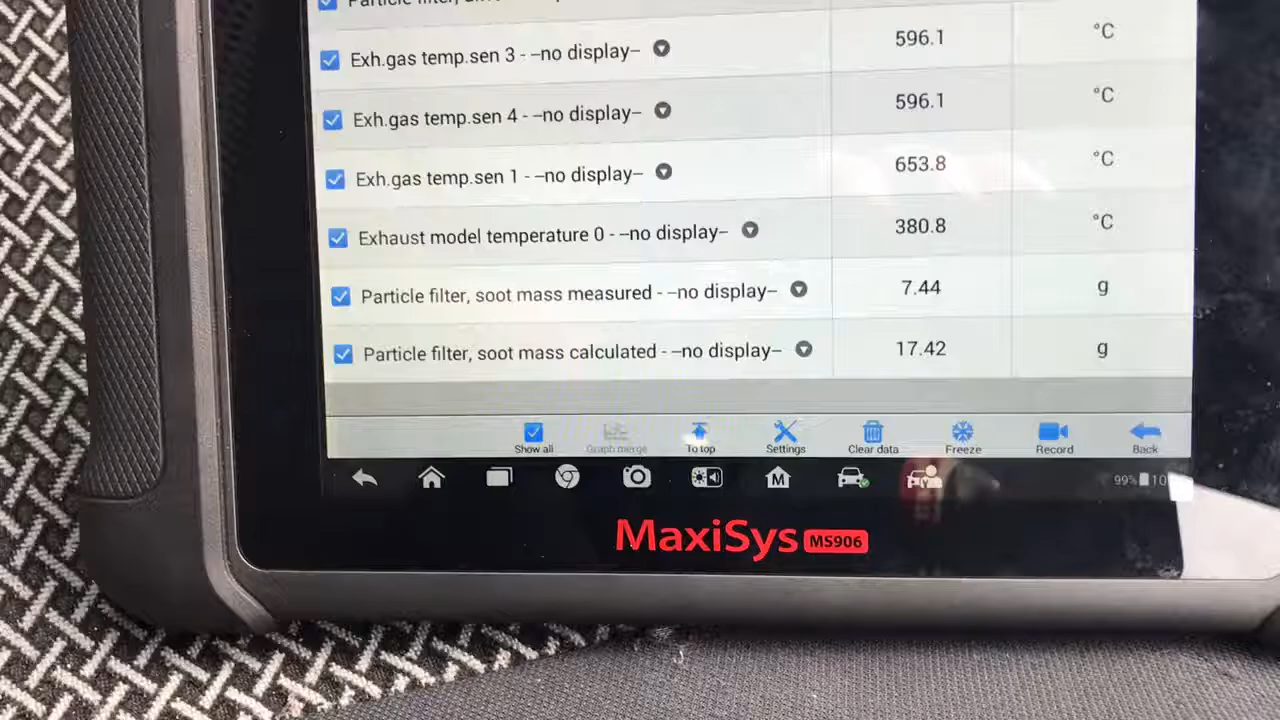 Particle filter,
Exh.gas temp.sen 3 - –no display– 596.1 °C
Exh.gas temp.sen 4 - –no display– 596.1 °C
Exh.gas temp.sen 1 - –no display– 653.8 °C
Exhaust model temperature 0 - –no display– 380.8 °C
Particle filter, soot mass measured - –no display– 7.44 g
Particle filter, soot mass calculated - –no display– 17.42 g
Show all Graph merge To top Settings Clear data Freeze Record Back
M 99% 10
MaxiSys MS906